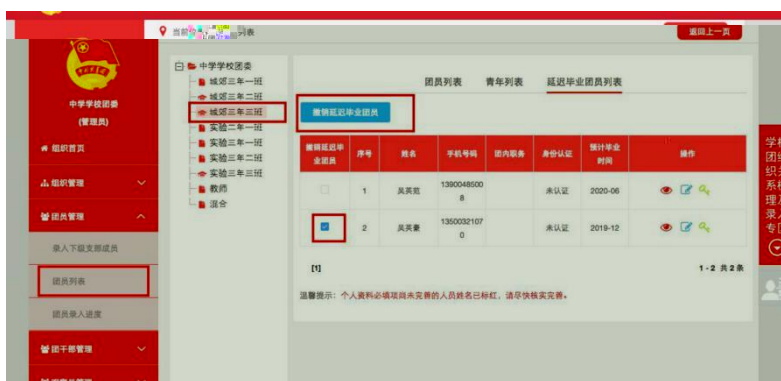 当前
列表
返回上一页
中学学校团委
(管理员)
组织首页
组织管理
团员管理
录入下级支部成员
团员列表
团员录入进度
团干部管理
中学学校团委
城郊三年一班
城郊三年二班
城郊三年三班
实验二年一班
实验三年一班
实验三年二班
实验三年三班
教师
混合
团员列表 青年列表 延迟毕业团员列表
撤销延迟毕业团员
撤销延迟毕业团员 序号 姓名 手机号码 团内职务 身份认证 预计毕业时间 操作
1 吴英范 13900485008 未认证 2020-06
2 吴英豪 13500321070 未认证 2019-12
[1] 1-2 共2条
温馨提示：个人资料必填项尚未完善的人员姓名已标红，请尽快核实完善。